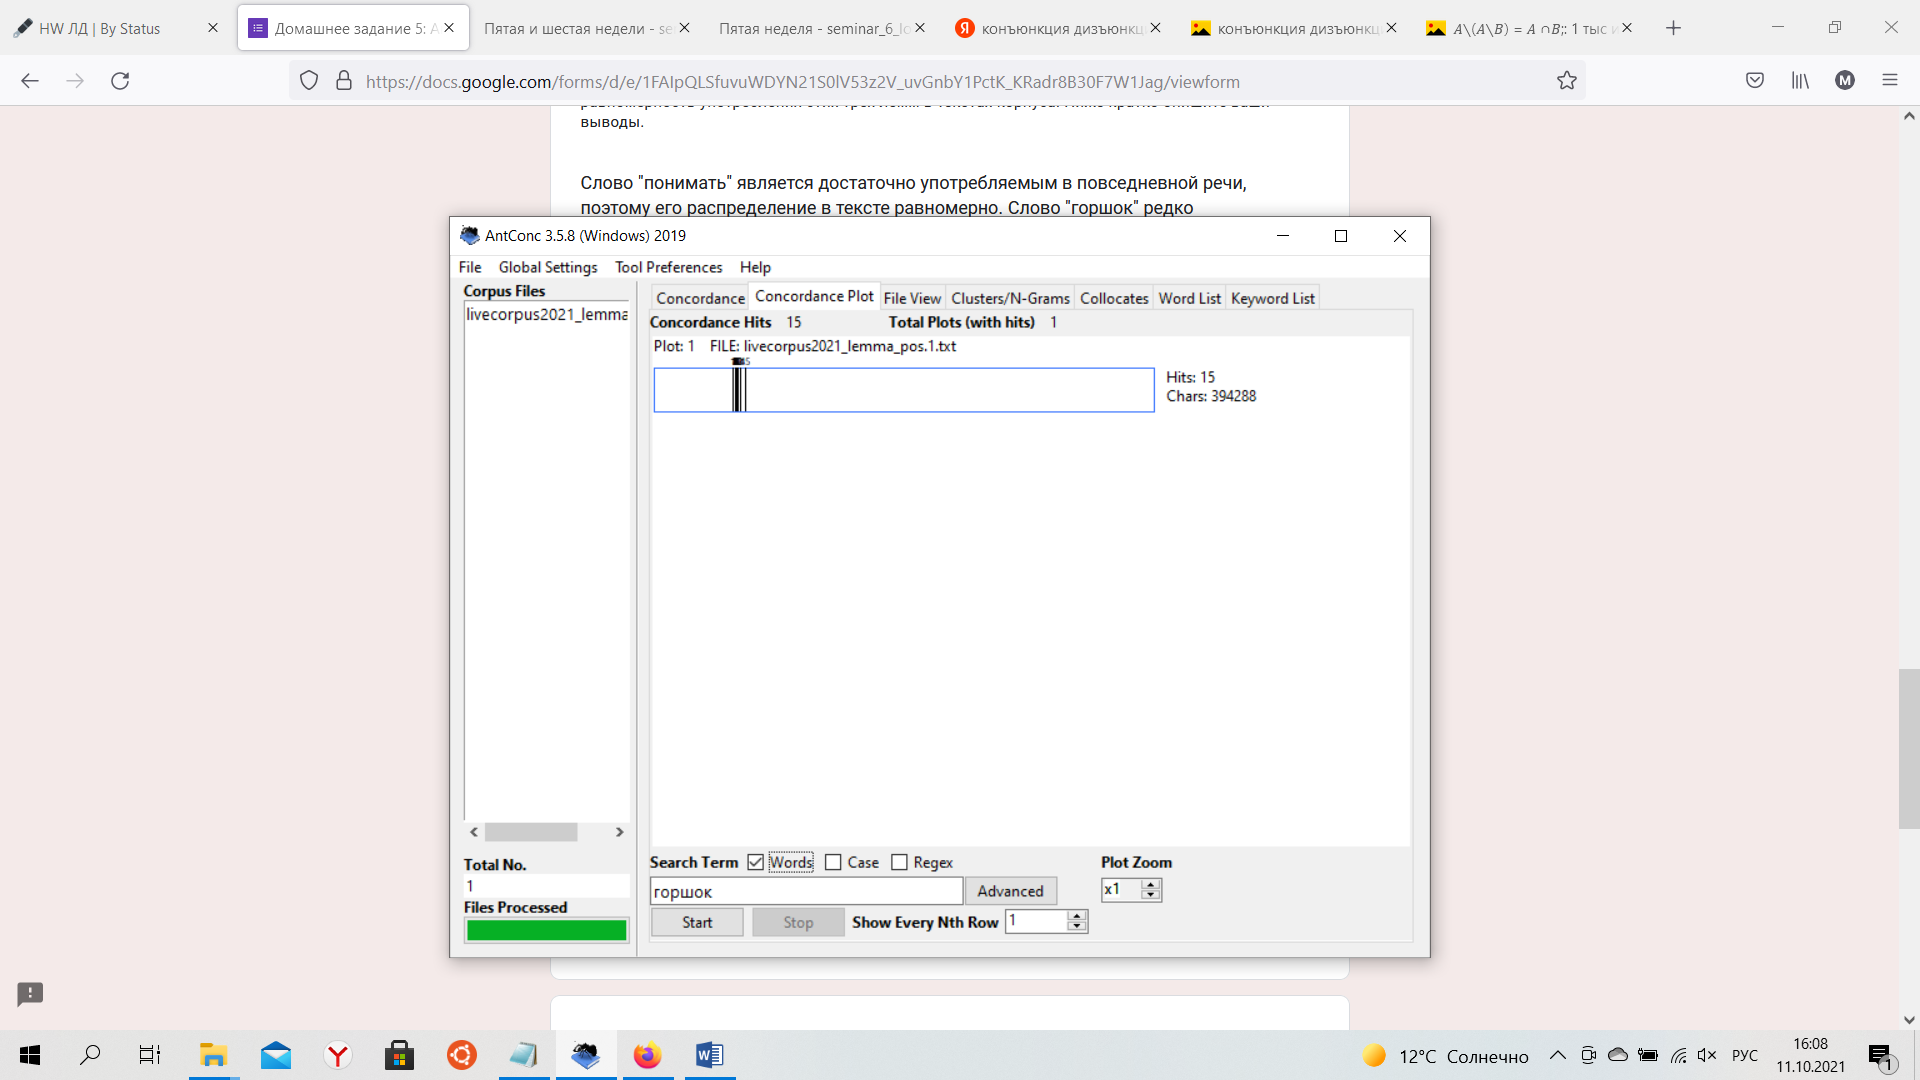 HW ЛД | By Status
Домашнее задание 5: A
Пятая и шестая недели - se
Пятая неделя - seminar_6_lo
конъюнкция дизъюнкц
конъюнкция дизъюнкц
A\(A\B) = A ∩B;: 1 тыс и
https://docs.google.com/forms/d/e/1FAIpQLSfuvuWDYN21S0lV53z2V_uvGnbY1PctK_KRadr8B30F7W1Jag/viewform
M
выводы.
Слово "понимать" является достаточно употребляемым в повседневной речи,
поэтому его распределение в тексте равномерно. Слово "горшок" редко
AntConc 3.5.8 (Windows) 2019
File Global Settings Tool Preferences Help
Corpus Files
livecorpus2021_lemma
Concordance Concordance Plot File View Clusters/N-Grams Collocates Word List Keyword List
Concordance Hits 15 Total Plots (with hits) 1
Plot: 1 FILE: livecorpus2021_lemma_pos.1.txt
Hits: 15
Chars: 394288
Total No.
1
Files Processed
Search Term Words Case Regex Plot Zoom
горшок Advanced x1
Start Stop Show Every Nth Row 1
12°C Солнечно
РУС
16:08
11.10.2021
1